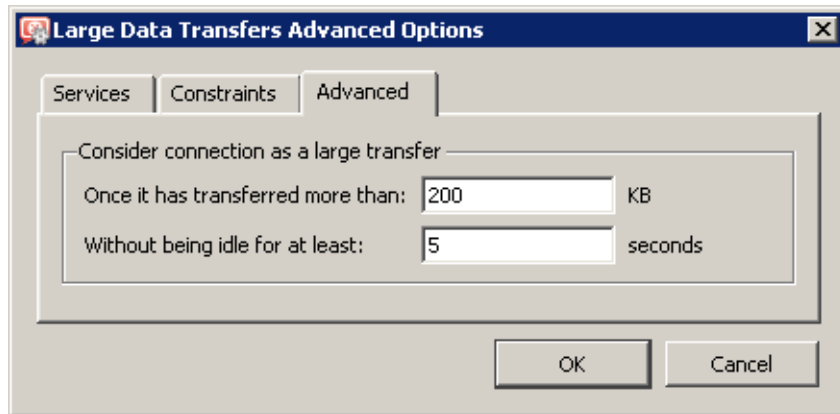 Large Data Transfers Advanced Options
Services Constraints Advanced
Consider connection as a large transfer
Once it has transferred more than: 200 KB
Without being idle for at least: 5 seconds
OK Cancel